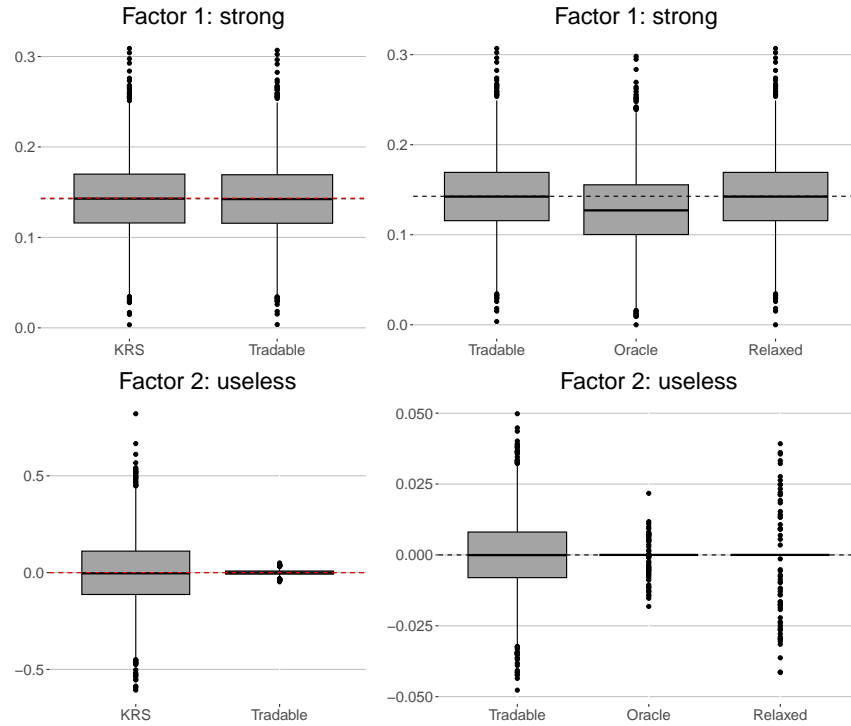 Factor 1: strong
0.3
0.2
0.1
0.0
KRS Tradable
Factor 1: strong
0.3
0.2
0.1
0.0
Tradable Oracle Relaxed
Factor 2: useless
0.5
0.0
−0.5
KRS Tradable
Factor 2: useless
0.050
0.025
0.000
−0.025
−0.050
Tradable Oracle Relaxed